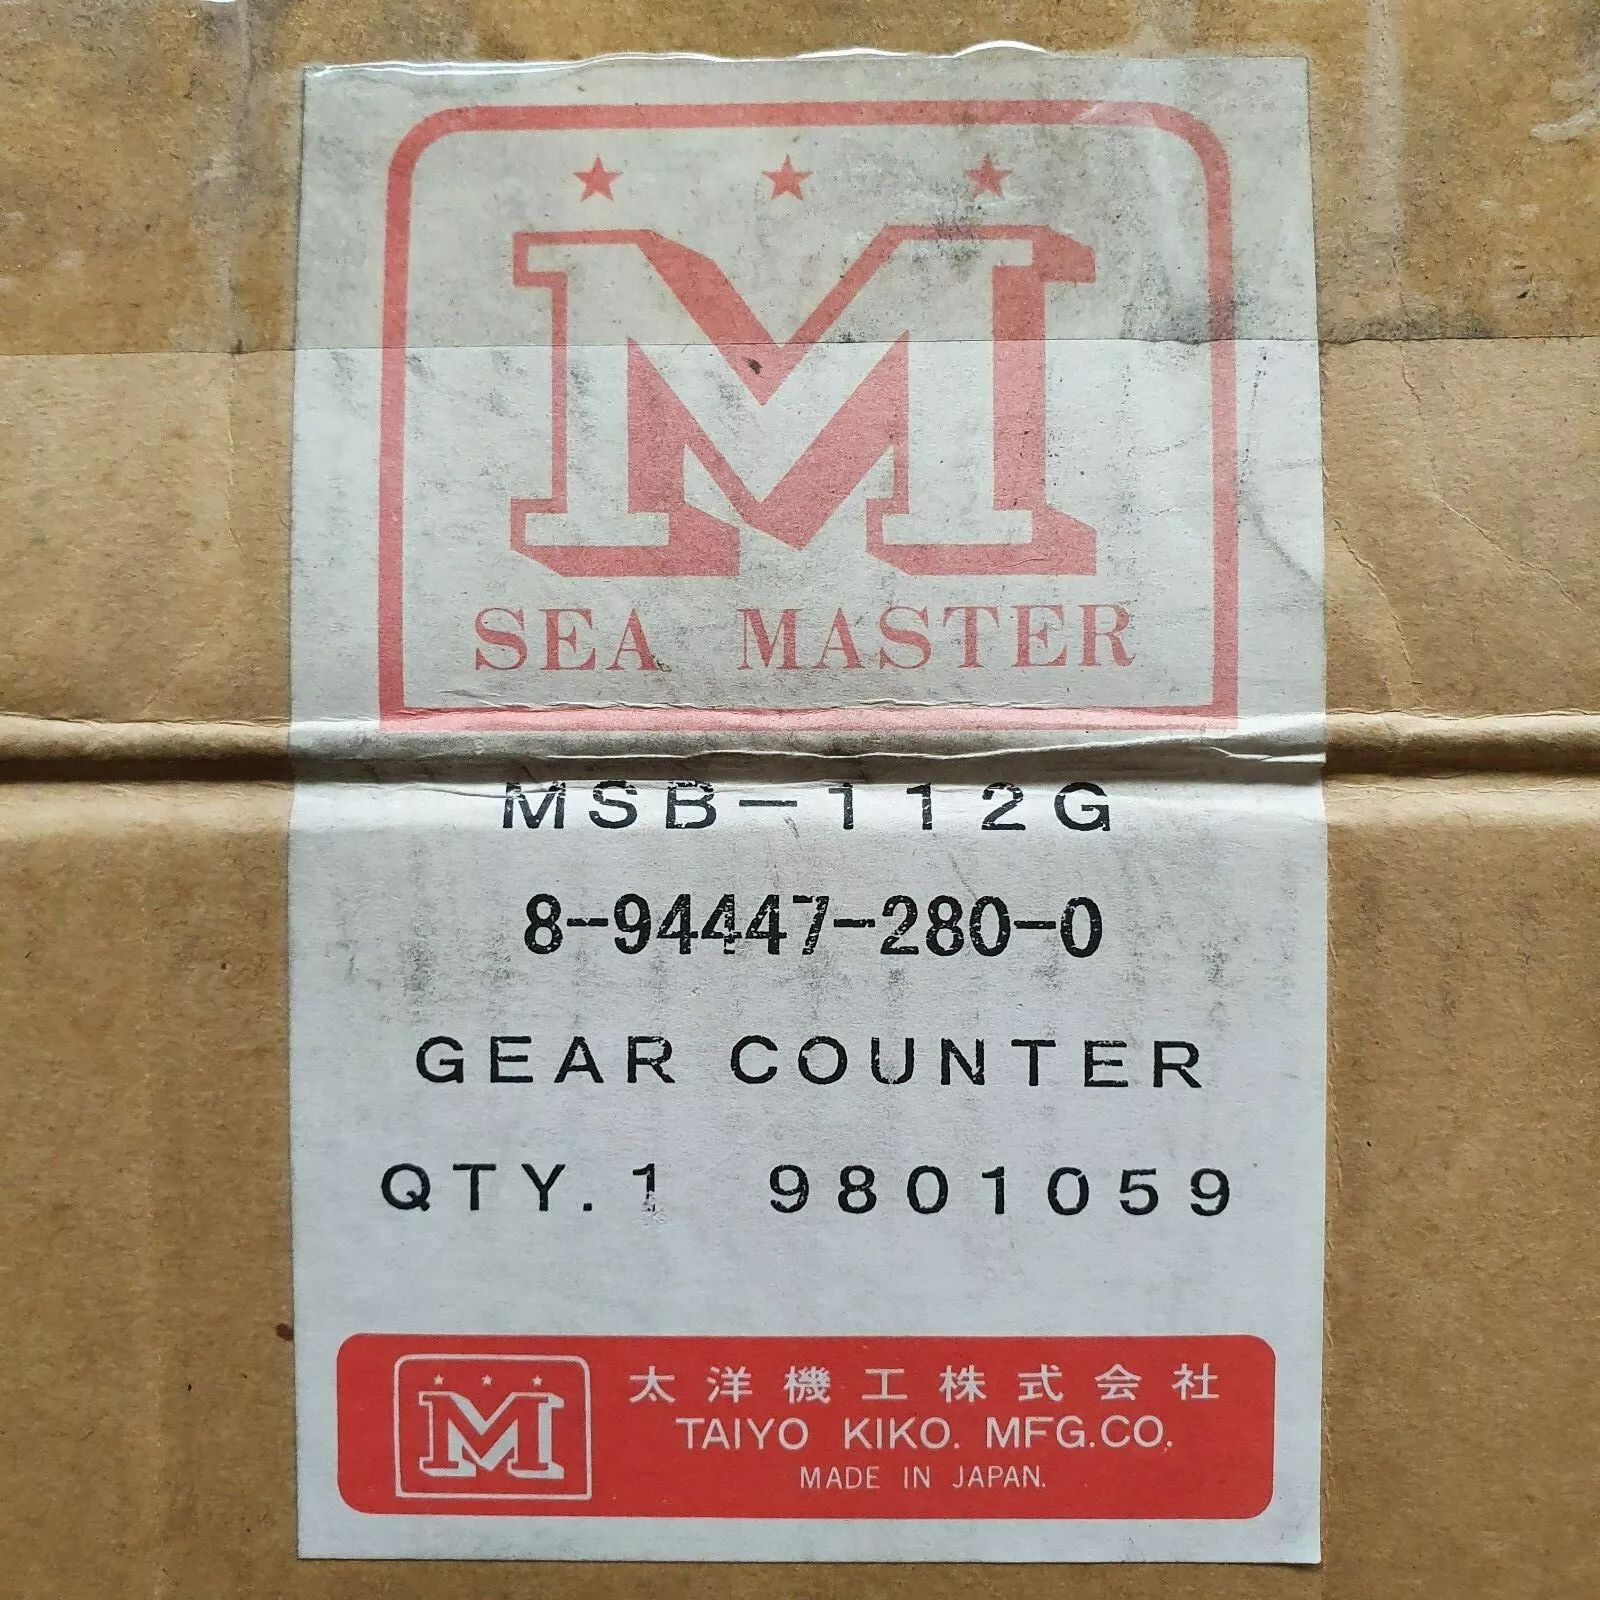 M
SEA MASTER
MSB-112G
8-94447-280-0
GEAR COUNTER
QTY.1 9801059
M
太洋機工株式会社
TAIYO KIKO. MFG.CO.
MADE IN JAPAN.